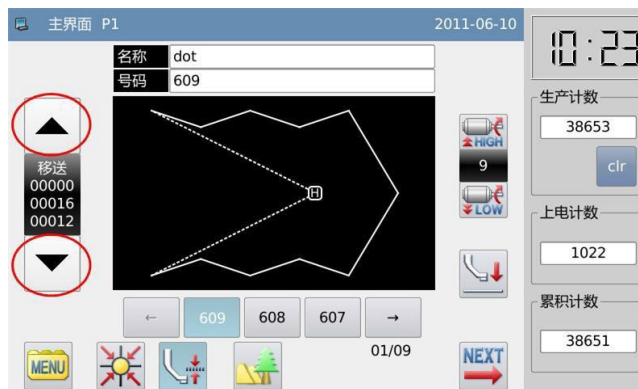 主界面 P1
2011-06-10
10:23
名称 dot
号码 609
移送
00000
00016
00012
H
HIGH
9
LOW
生产计数
38653
clr
上电计数
1022
累积计数
38651
← 609 608 607 →
01/09
MENU
NEXT